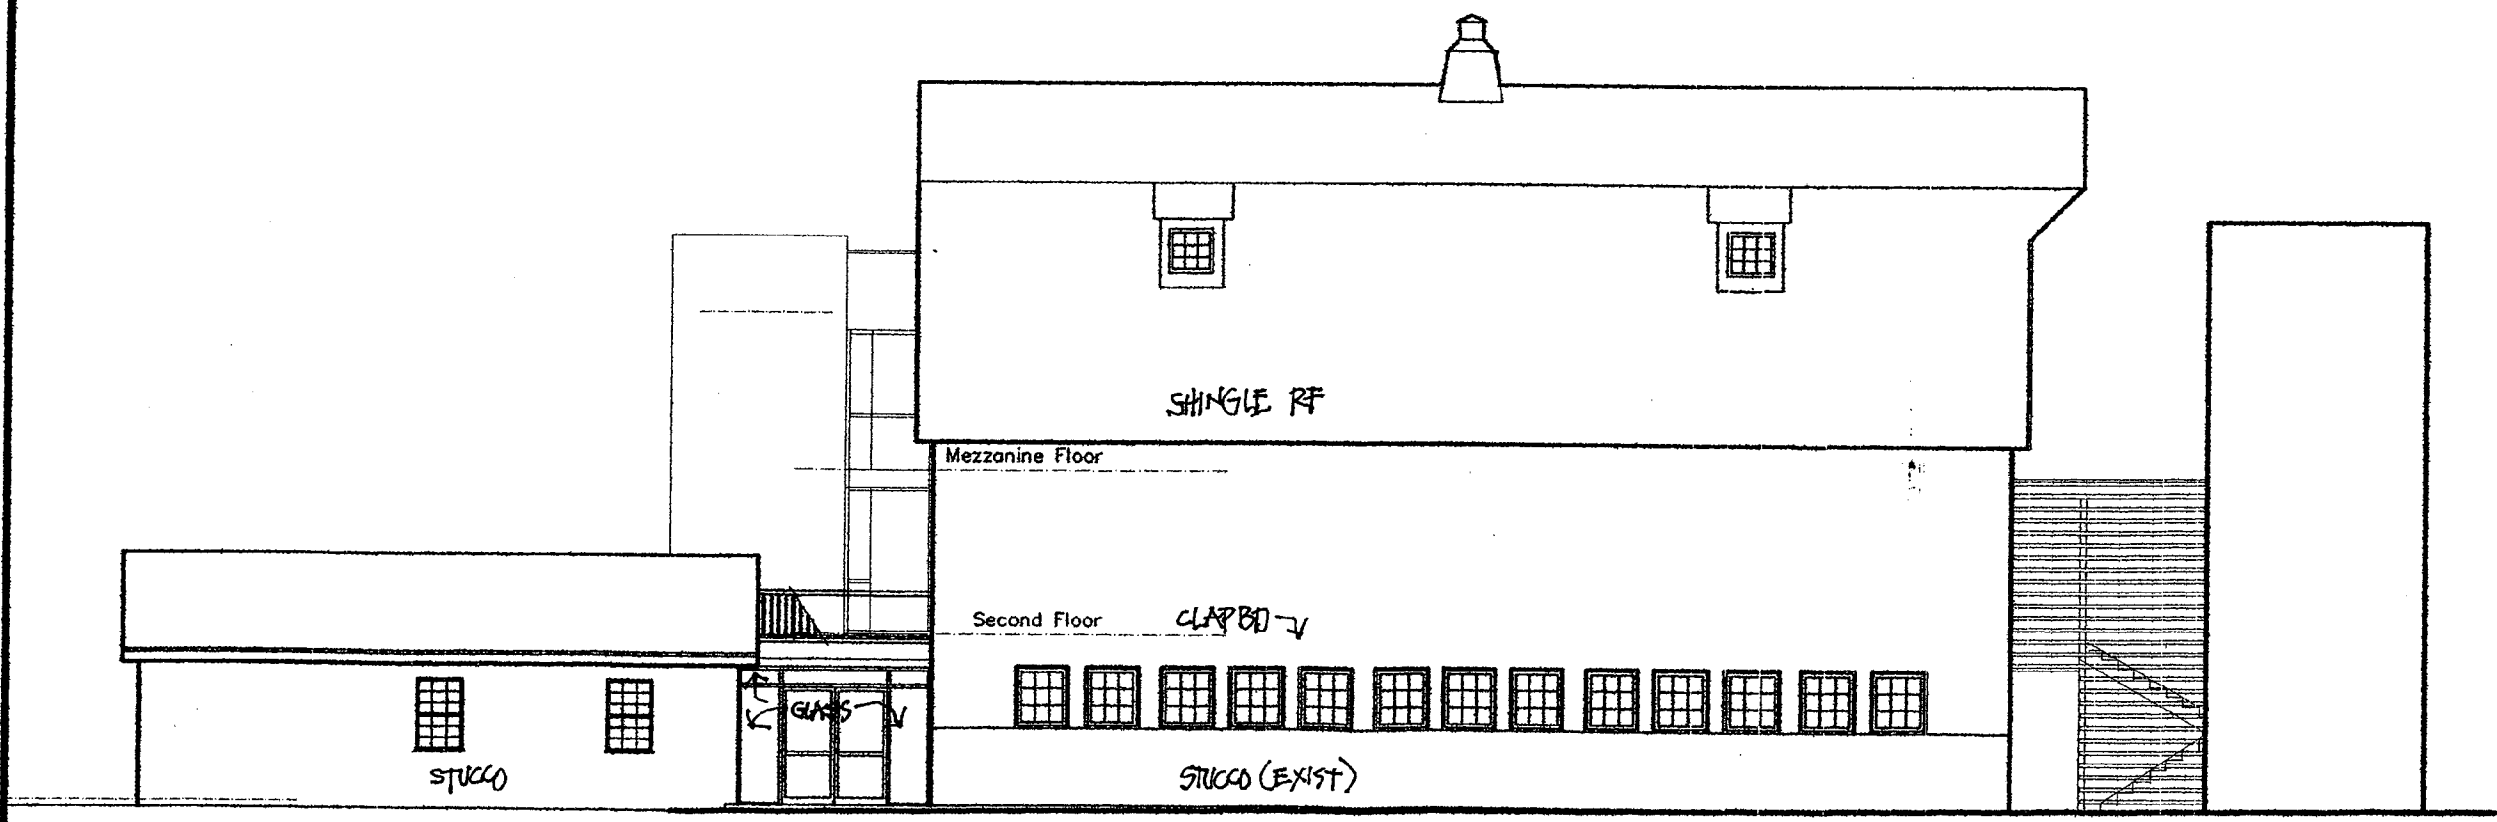 SHINGLE RF
Mezzanine Floor
Second Floor
CLAPBD
GLASS
STUCCO
STUCCO (EXIST)